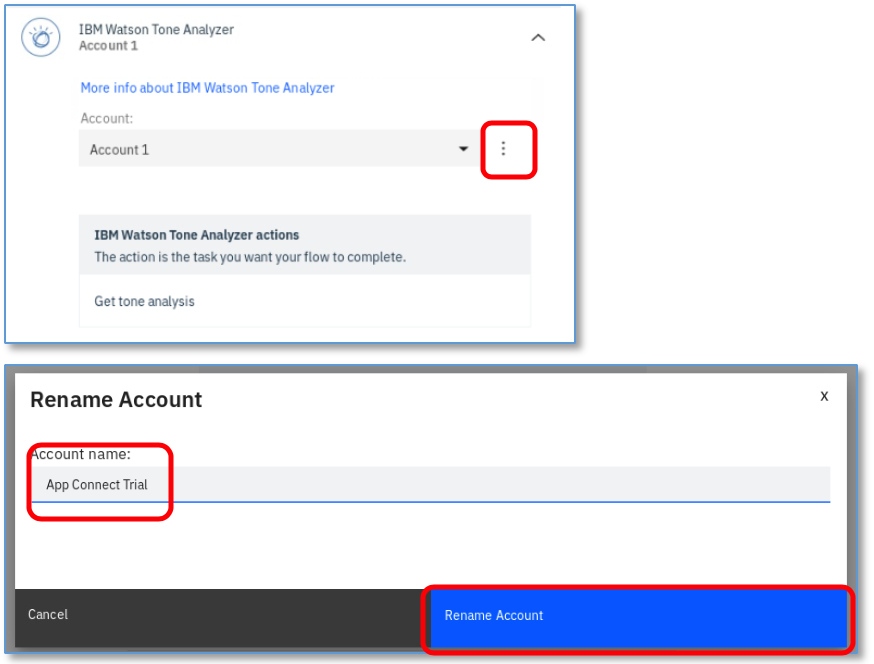 IBM Watson Tone Analyzer
Account 1
More info about IBM Watson Tone Analyzer
Account:
Account 1
IBM Watson Tone Analyzer actions
The action is the task you want your flow to complete.
Get tone analysis
Rename Account
X
Account name:
App Connect Trial
Cancel
Rename Account